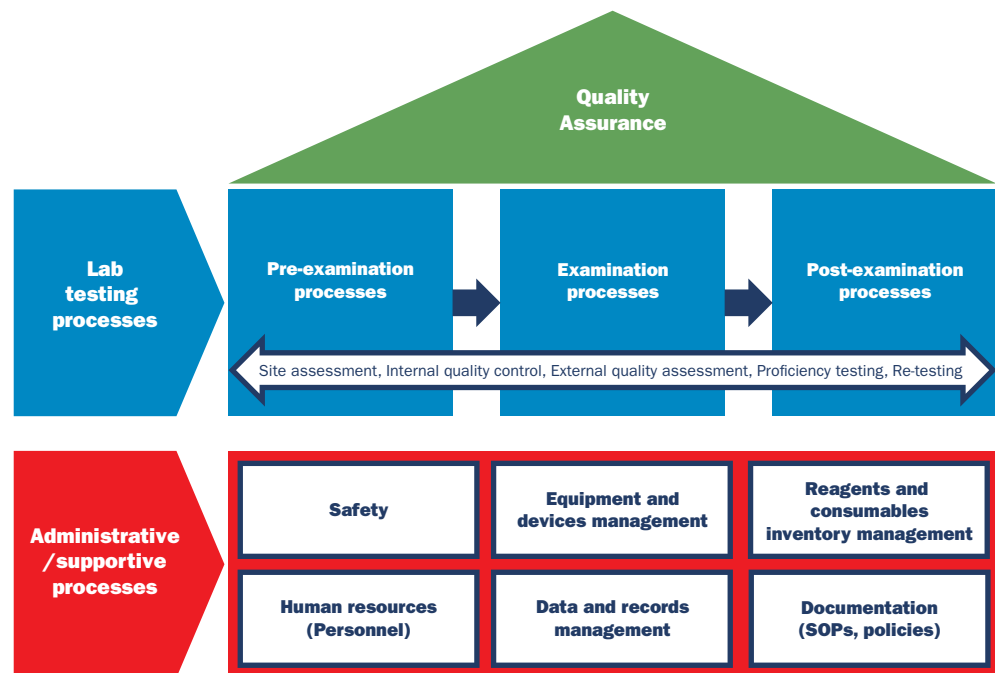 Quality
Assurance
Lab
testing
processes
Pre-examination
processes
Examination
processes
Post-examination
processes
Site assessment, Internal quality control, External quality assessment, Proficiency testing, Re-testing
Administrative
/supportive
processes
Safety
Equipment and
devices management
Reagents and
consumables
inventory management
Human resources
(Personnel)
Data and records
management
Documentation
(SOPs, policies)